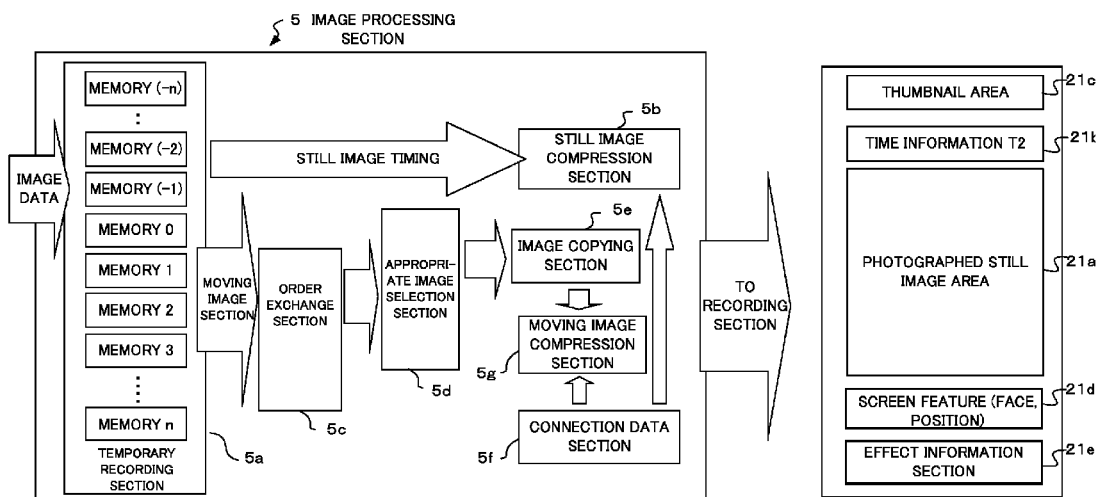 5 IMAGE PROCESSING
SECTION
IMAGE
DATA
MEMORY (-n)
MEMORY (-2)
MEMORY (-1)
MEMORY 0
MEMORY 1
MEMORY 2
MEMORY 3
MEMORY n
TEMPORARY
RECORDING
SECTION
5a
STILL IMAGE TIMING
5b
STILL IMAGE
COMPRESSION
SECTION
MOVING
IMAGE
SECTION
ORDER
EXCHANGE
SECTION
5c
APPROPRI-
ATE IMAGE
SELECTION
SECTION
5d
5e
IMAGE COPYING
SECTION
MOVING IMAGE
COMPRESSION
SECTION
5g
CONNECTION DATA
SECTION
5f
TO
RECORDING
SECTION
THUMBNAIL AREA
21c
TIME INFORMATION T2
21b
PHOTOGRAPHED STILL
IMAGE AREA
21a
SCREEN FEATURE (FACE,
POSITION)
21d
EFFECT INFORMATION
SECTION
21e